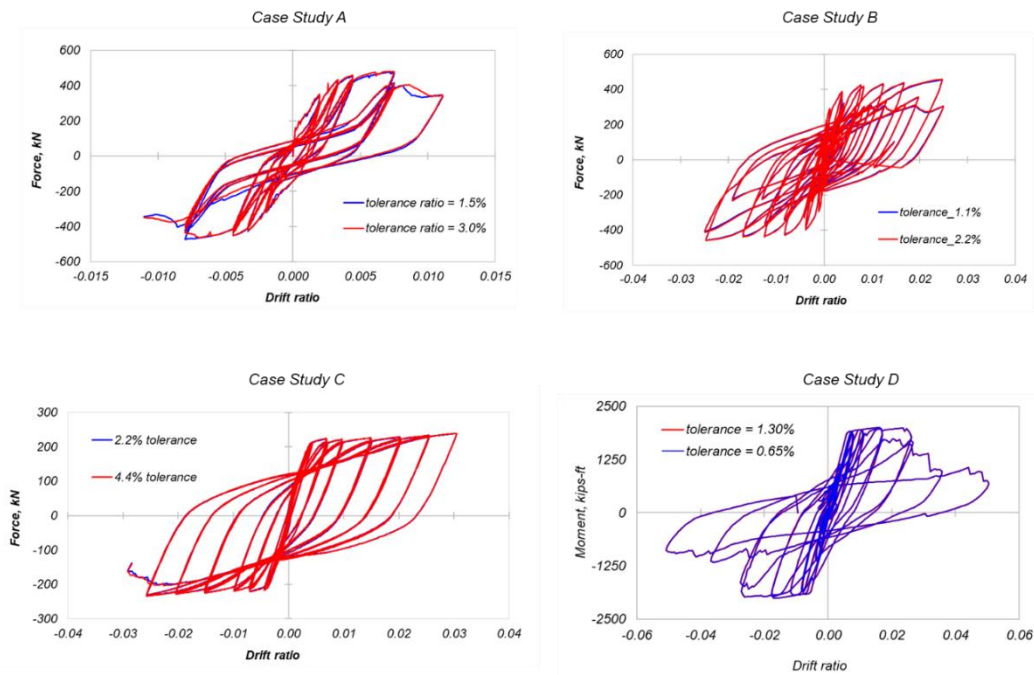 Case Study A
Force, kN
600
400
200
0
-200
-400
-600
-0.015 -0.010 -0.005 0.000 0.005 0.010 0.015
Drift ratio
tolerance ratio = 1.5%
tolerance ratio = 3.0%
Case Study B
Force, kN
600
400
200
0
-200
-400
-600
-0.04 -0.03 -0.02 -0.01 0.00 0.01 0.02 0.03 0.04
Drift ratio
tolerance_1.1%
tolerance_2.2%
Case Study C
Force, kN
300
200
100
0
-100
-200
-300
-0.04 -0.03 -0.02 -0.01 0.00 0.01 0.02 0.03 0.04
Drift ratio
2.2% tolerance
4.4% tolerance
Case Study D
Moment, kips-ft
2500
1250
0
-1250
-2500
-0.06 -0.04 -0.02 0.00 0.02 0.04 0.06
Drift ratio
tolerance = 1.30%
tolerance = 0.65%